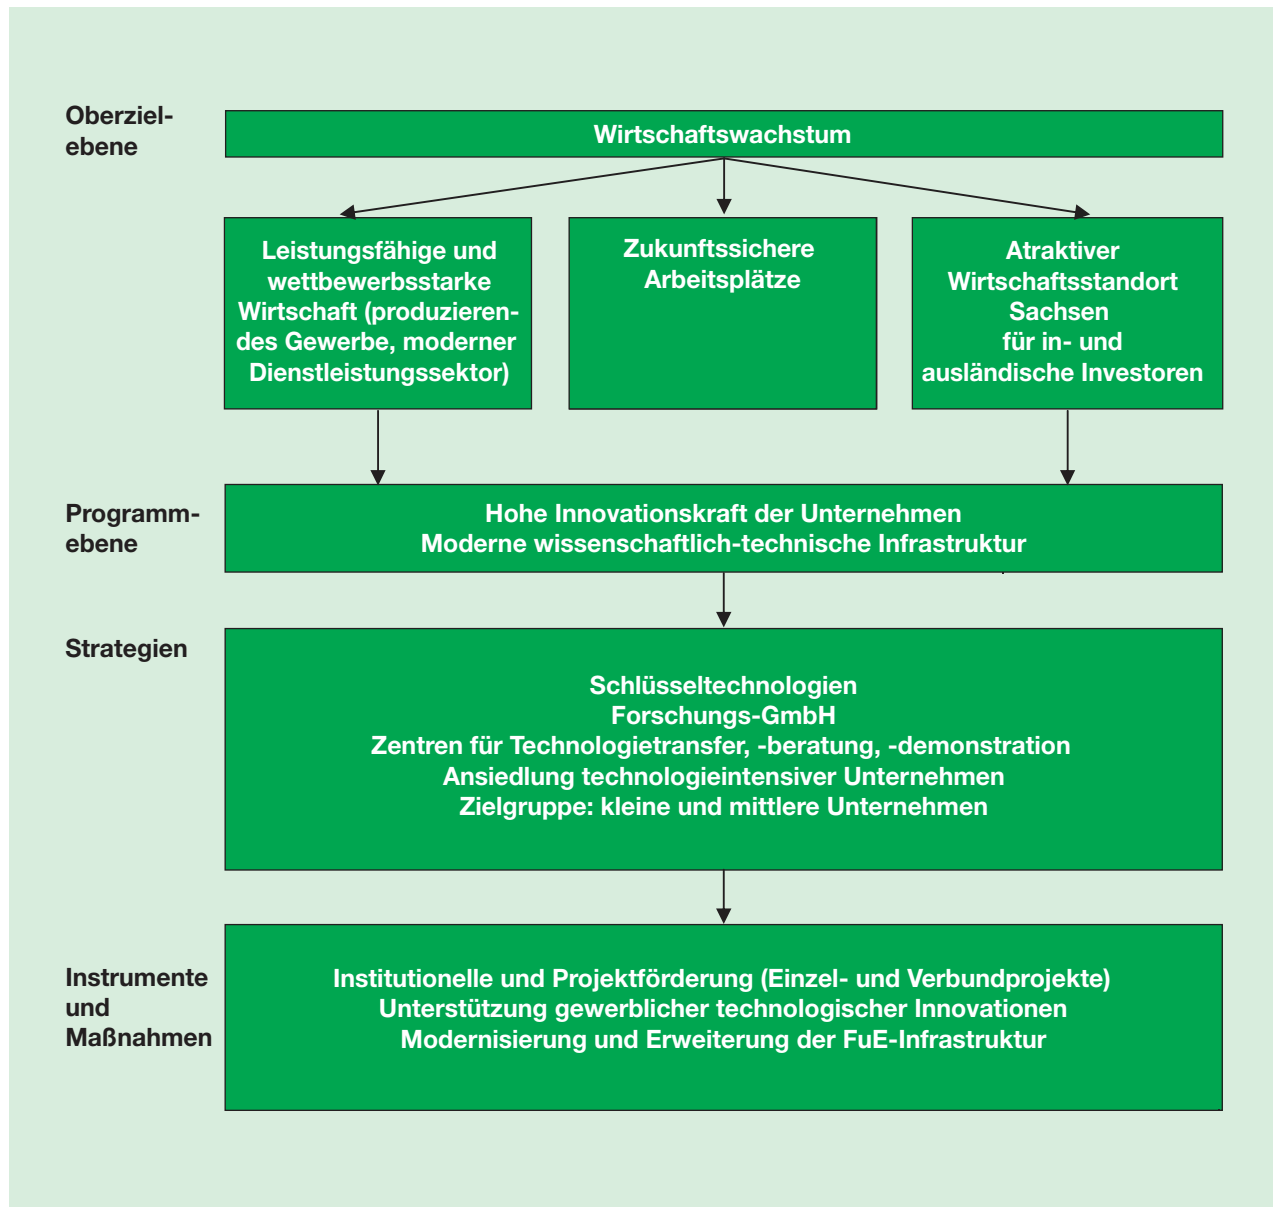 Oberziel-
ebene
Wirtschaftswachstum
Leistungsfähige und
wettbewerbsstarke
Wirtschaft (produzieren-
des Gewerbe, moderner
Dienstleistungssektor)
Zukunftssichere
Arbeitsplätze
Atraktiver
Wirtschaftsstandort
Sachsen
für in- und
ausländische Investoren
Programm-
ebene
Hohe Innovationskraft der Unternehmen
Moderne wissenschaftlich-technische Infrastruktur
Strategien
Schlüsseltechnologien
Forschungs-GmbH
Zentren für Technologietransfer, -beratung, -demonstration
Ansiedlung technologieintensiver Unternehmen
Zielgruppe: kleine und mittlere Unternehmen
Instrumente
und
Maßnahmen
Institutionelle und Projektförderung (Einzel- und Verbundprojekte)
Unterstützung gewerblicher technologischer Innovationen
Modernisierung und Erweiterung der FuE-Infrastruktur